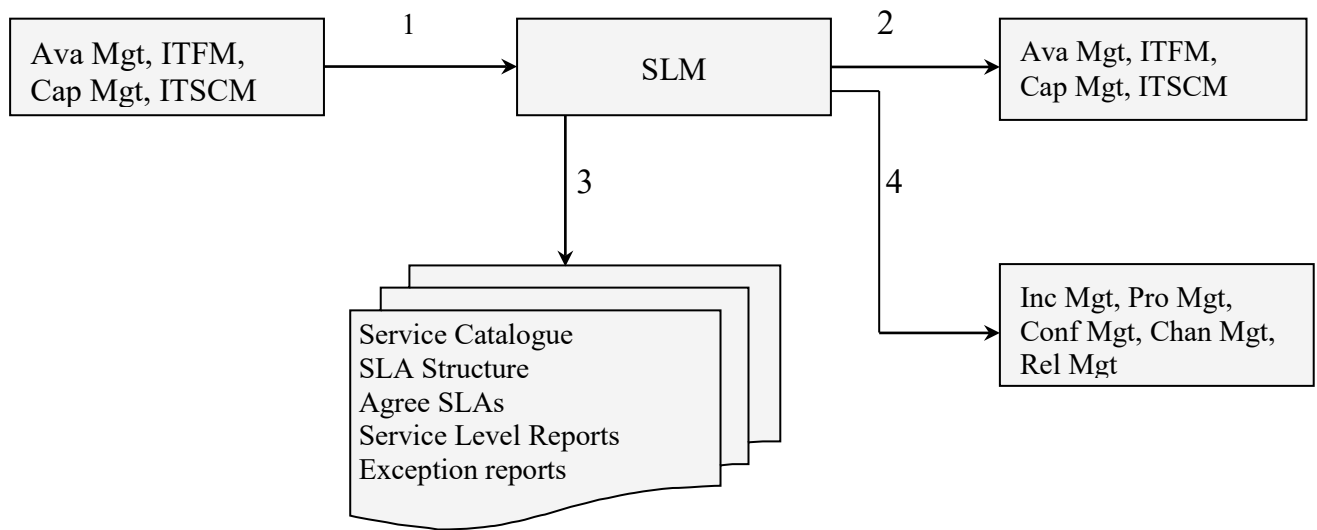 1
2
Ava Mgt, ITFM,
Cap Mgt, ITSCM
SLM
Ava Mgt, ITFM,
Cap Mgt, ITSCM
3
4
Service Catalogue
SLA Structure
Agree SLAs
Service Level Reports
Exception reports
Inc Mgt, Pro Mgt,
Conf Mgt, Chan Mgt,
Rel Mgt